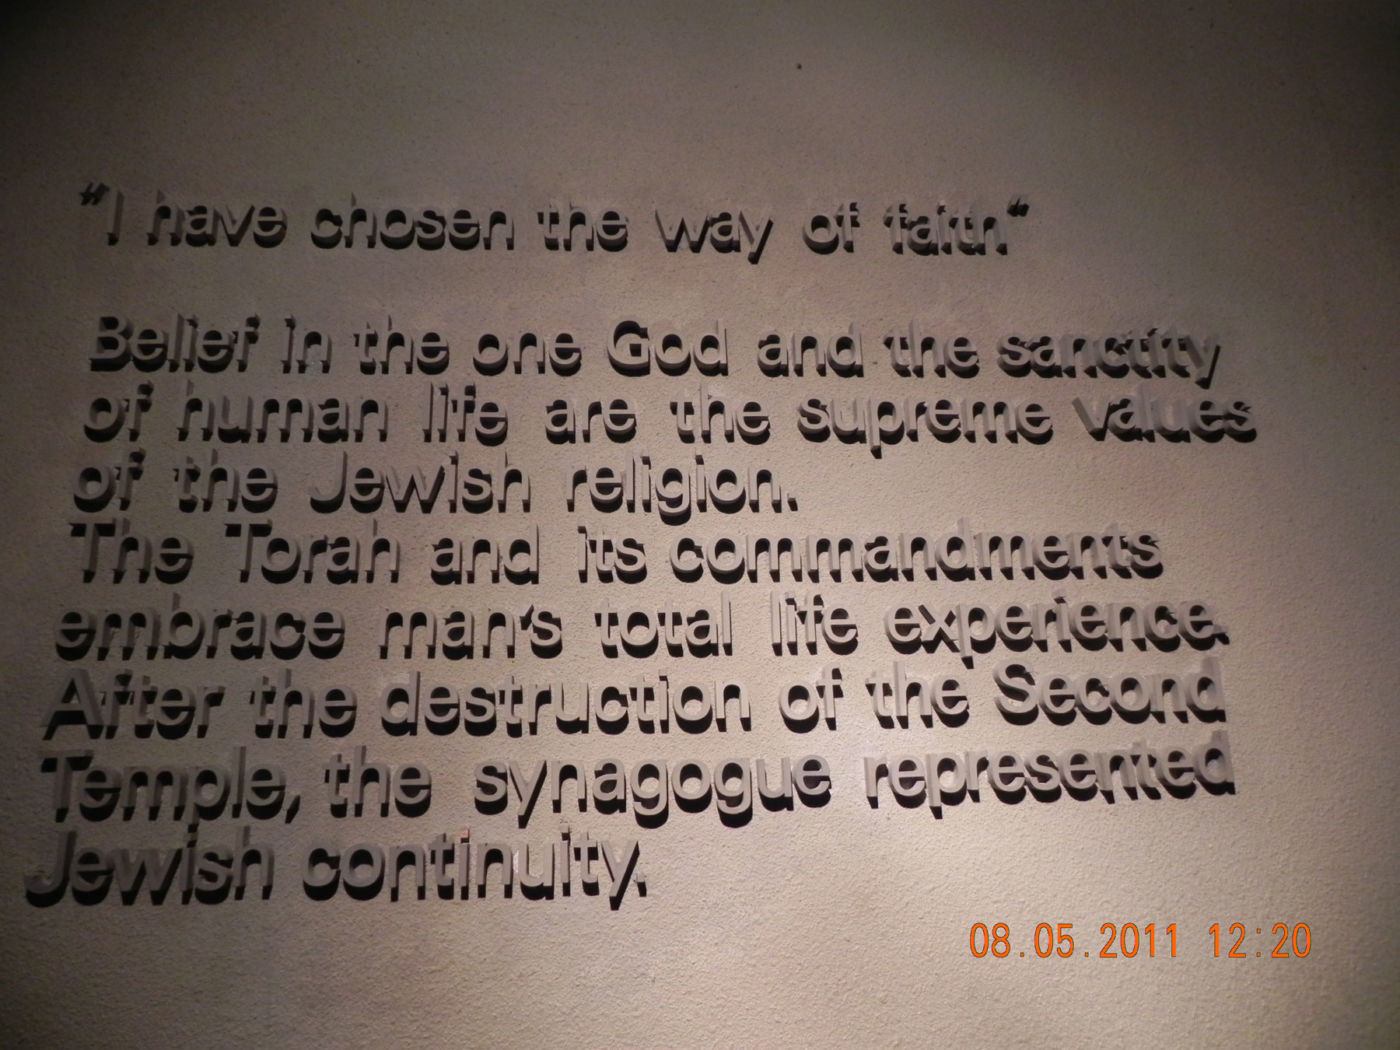 “I have chosen the way of faith“
Belief in the one God and the sanctity
of human life are the supreme values
of the Jewish religion.
The Torah and its commandments
embrace man‘s total life experience.
After the destruction of the Second
Temple, the synagogue represented
Jewish continuity.
08.05.2011 12:20